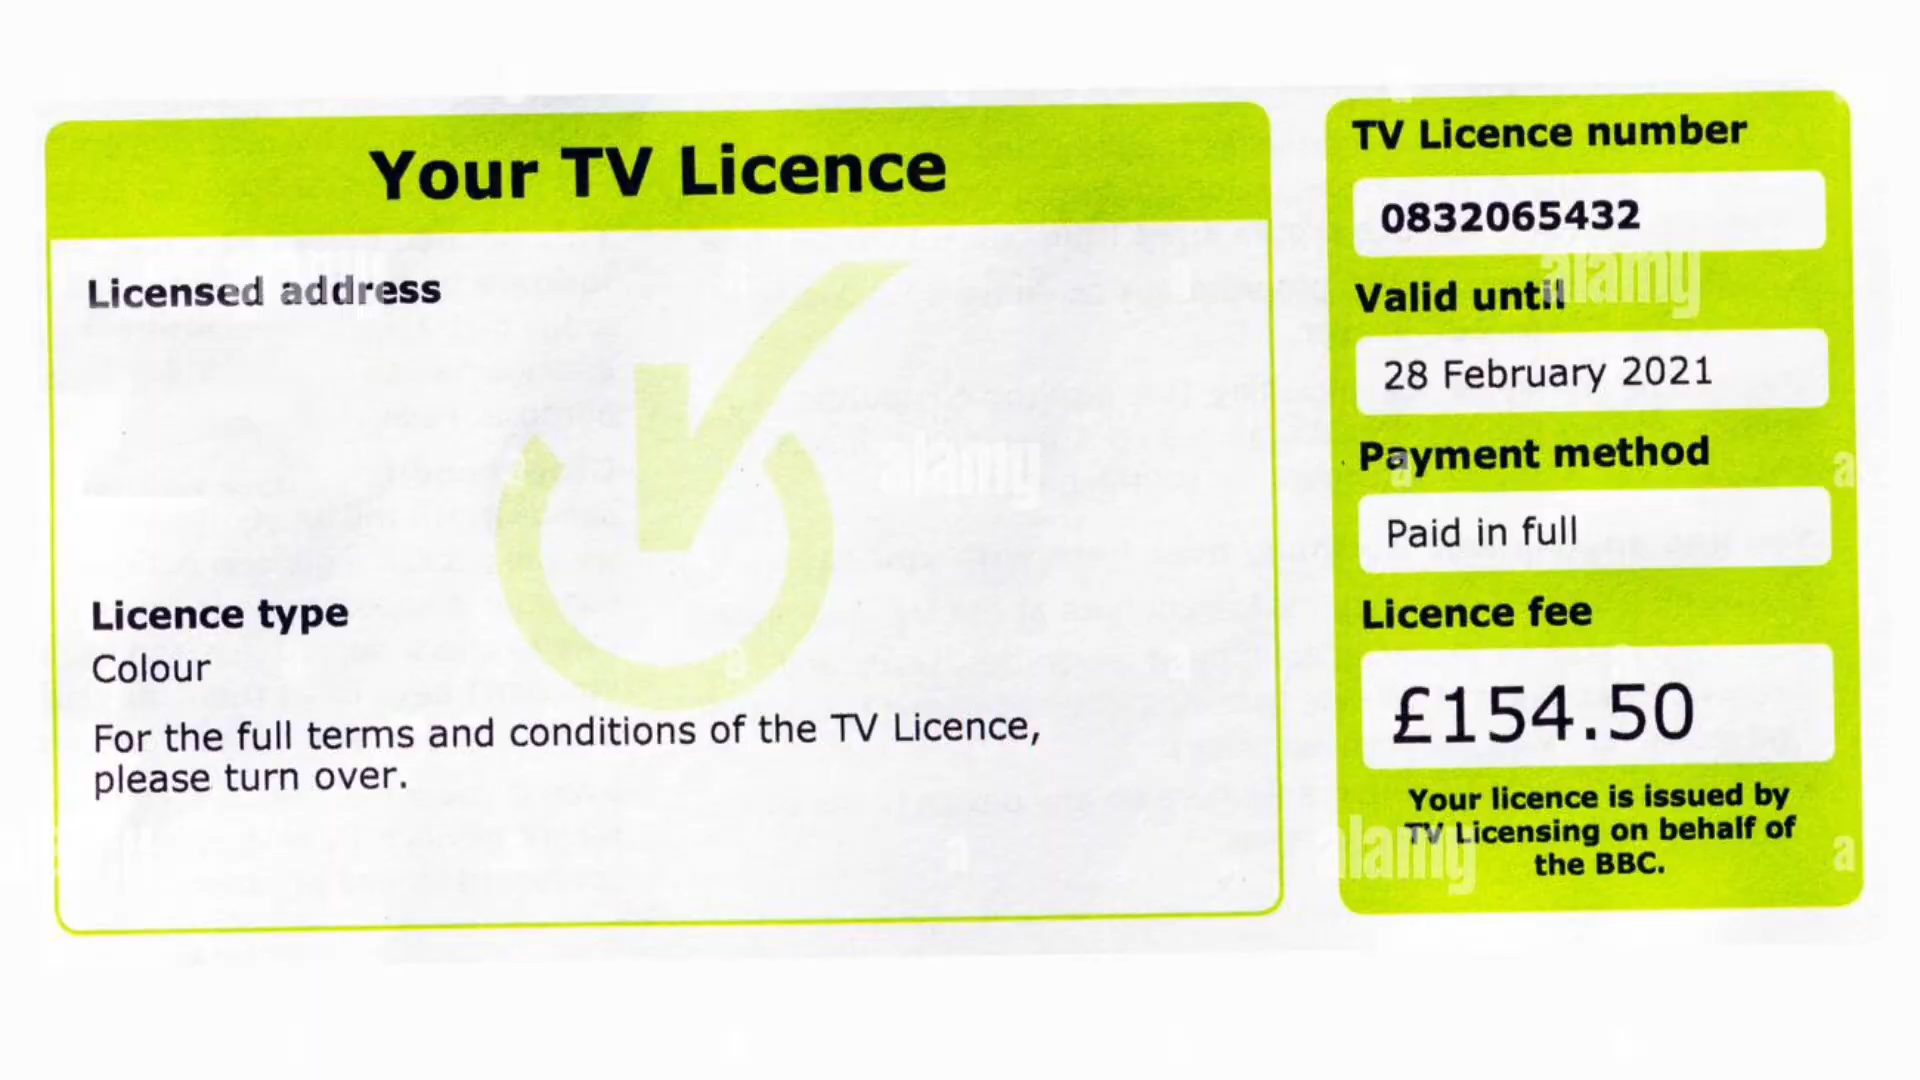 Your TV Licence
Licensed address
Licence type
Colour
For the full terms and conditions of the TV Licence,
please turn over.
TV Licence number
0832065432
Valid until
28 February 2021
Payment method
Paid in full
Licence fee
£154.50
Your licence is issued by
TV Licensing on behalf of
the BBC.
alamy
alamy
alamy
a
a
a
a